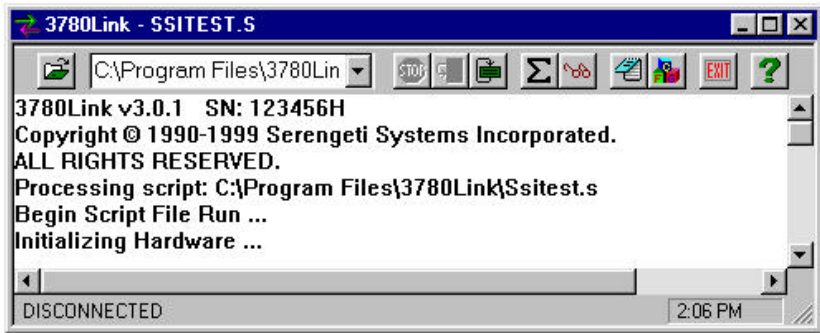 3780Link - SSITEST.S
C:\Program Files\3780Lin
STOP
Σ
EXIT
?
3780Link v3.0.1 SN: 123456H
Copyright © 1990-1999 Serengeti Systems Incorporated.
ALL RIGHTS RESERVED.
Processing script: C:\Program Files\3780Link\Ssitest.s
Begin Script File Run ...
Initializing Hardware ...
DISCONNECTED
2:06 PM